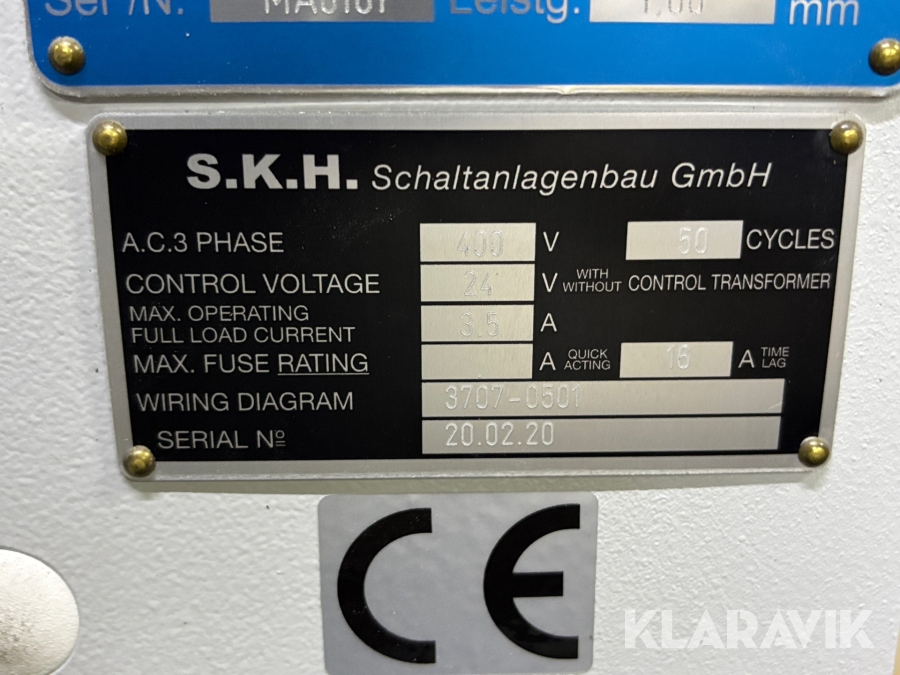 Ser /N. MA0167 Leistg. 1,00 mm
S.K.H. Schaltanlagenbau GmbH
A.C.3 PHASE 400 V 50 CYCLES
CONTROL VOLTAGE 24 V WITH WITHOUT CONTROL TRANSFORMER
MAX. OPERATING
FULL LOAD CURRENT 3.5 A
MAX. FUSE RATING A QUICK ACTING 16 A TIME LAG
WIRING DIAGRAM 3707-0501
SERIAL Nº 20.02.20
CE
KLARAVIK